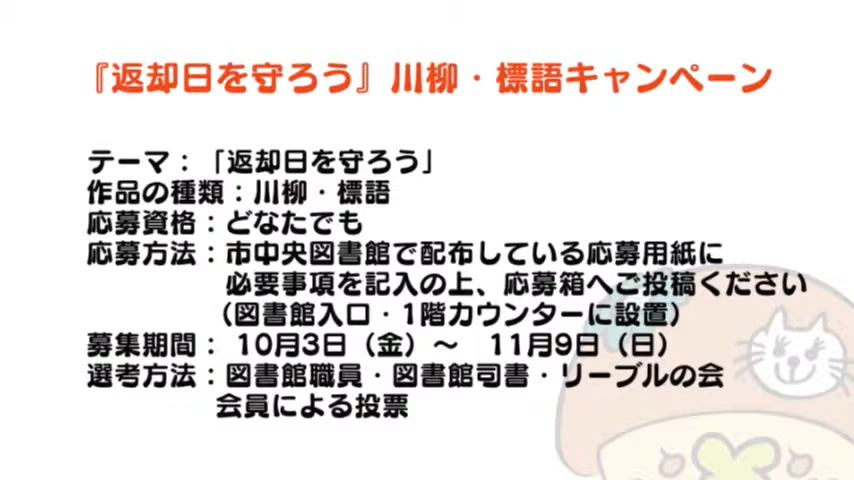 『返却日を守ろう』川柳・標語キャンペーン
テーマ：「返却日を守ろう」
作品の種類：川柳・標語
応募資格：どなたでも
応募方法：市中央図書館で配布している応募用紙に
必要事項を記入の上、応募箱へご投稿ください
（図書館入口・1階カウンターに設置）
募集期間： 10月3日（金）～ 11月9日（日）
選考方法：図書館職員・図書館司書・リーブルの会
会員による投票